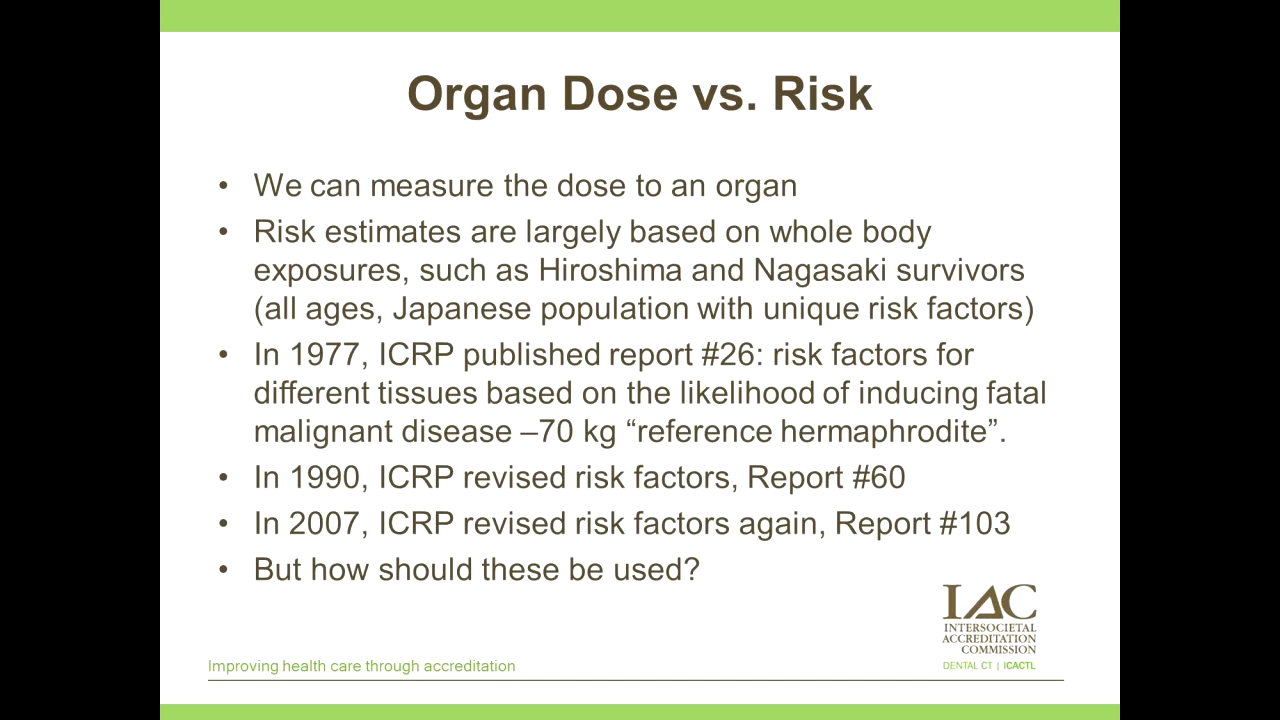 Organ Dose vs. Risk
• We can measure the dose to an organ
• Risk estimates are largely based on whole body
exposures, such as Hiroshima and Nagasaki survivors
(all ages, Japanese population with unique risk factors)
• In 1977, ICRP published report #26: risk factors for
different tissues based on the likelihood of inducing fatal
malignant disease –70 kg “reference hermaphrodite”.
• In 1990, ICRP revised risk factors, Report #60
• In 2007, ICRP revised risk factors again, Report #103
• But how should these be used?
IAC
INTERSOCIETAL
ACCREDITATION
COMMISSION
DENTAL CT | ICACTL
Improving health care through accreditation